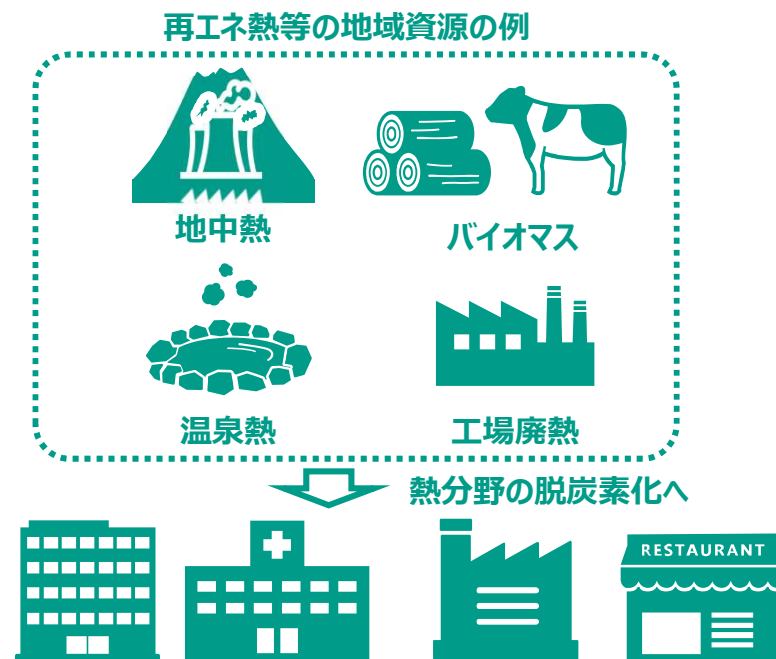 再エネ熱等の地域資源の例
地中熱
バイオマス
温泉熱
工場廃熱
熱分野の脱炭素化へ
RESTAURANT